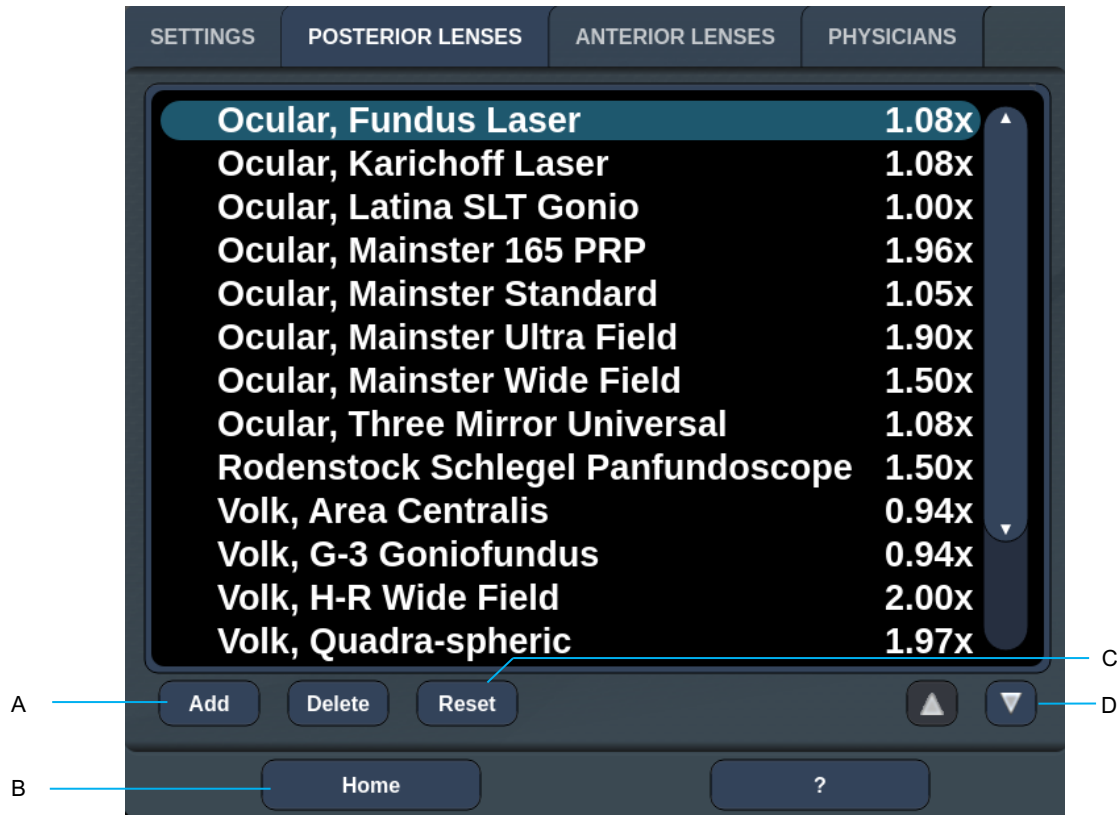 SETTINGS POSTERIOR LENSES ANTERIOR LENSES PHYSICIANS
Ocular, Fundus Laser 1.08x
Ocular, Karichoff Laser 1.08x
Ocular, Latina SLT Gonio 1.00x
Ocular, Mainster 165 PRP 1.96x
Ocular, Mainster Standard 1.05x
Ocular, Mainster Ultra Field 1.90x
Ocular, Mainster Wide Field 1.50x
Ocular, Three Mirror Universal 1.08x
Rodenstock Schlegel Panfundoscope 1.50x
Volk, Area Centralis 0.94x
Volk, G-3 Goniofundus 0.94x
Volk, H-R Wide Field 2.00x
Volk, Quadra-spheric 1.97x
C
A Add Delete Reset D
B Home ?